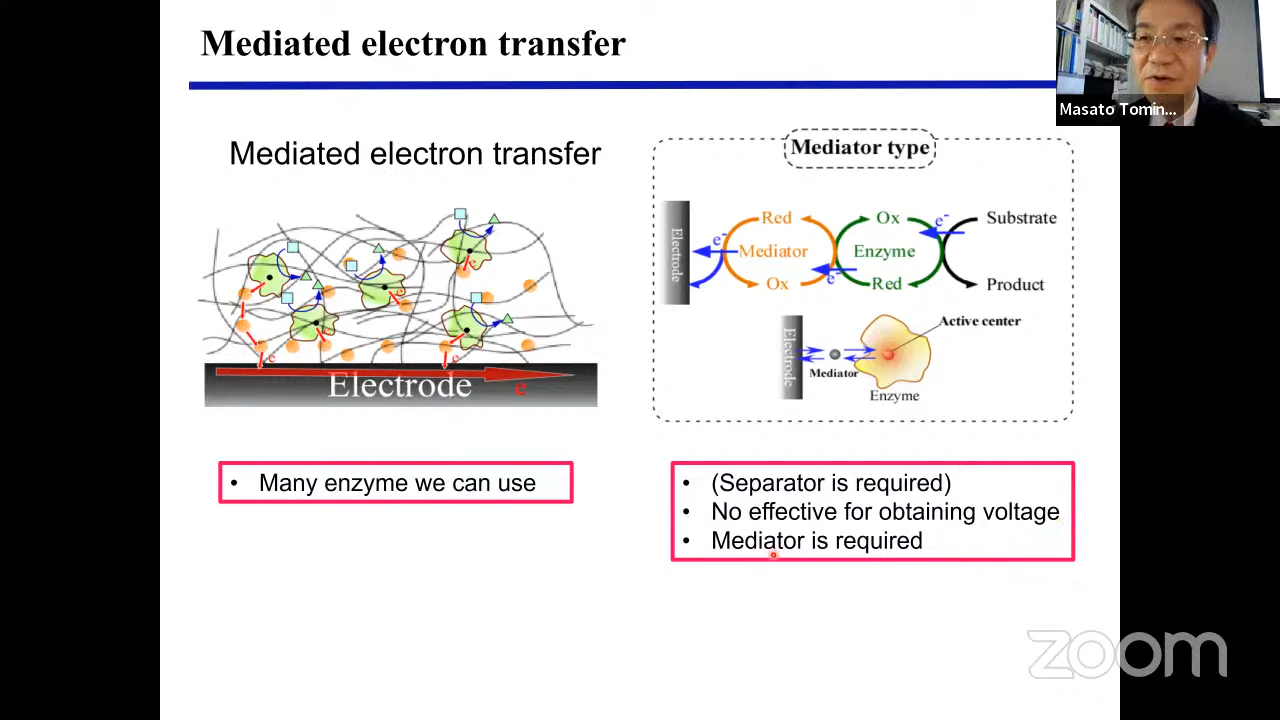 Mediated electron transfer
Masato Tomin...
Mediated electron transfer
Mediator type
Electrode
e-
Red
Mediator
Ox
e-
Ox
Enzyme
Red
e-
Substrate
Product
Electrode
Mediator
Active center
Enzyme
e
e
e
e
e
e
e
Electrode
e
• Many enzyme we can use
• (Separator is required)
• No effective for obtaining voltage
• Mediator is required
zoom